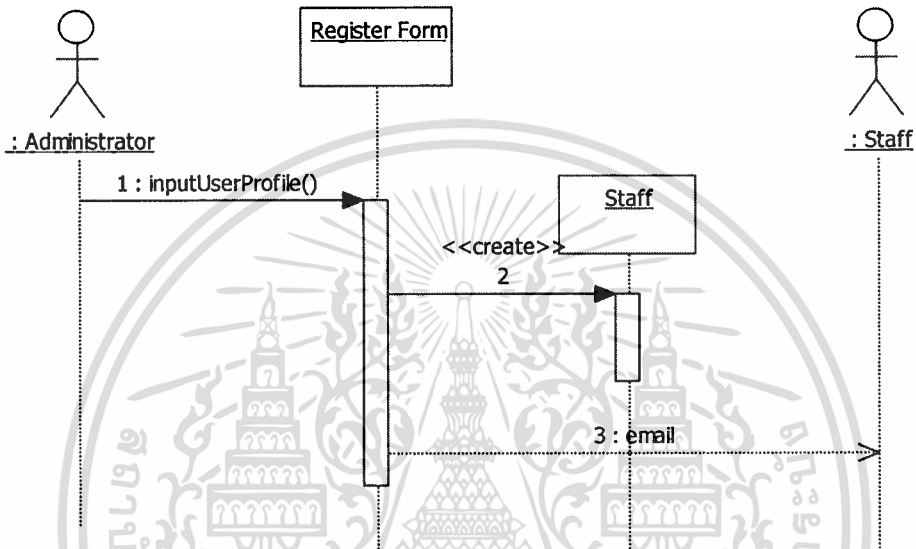 Register Form
: Administrator
: Staff
1 : inputUserProfile()
Staff
<<create>>
2
3 : email